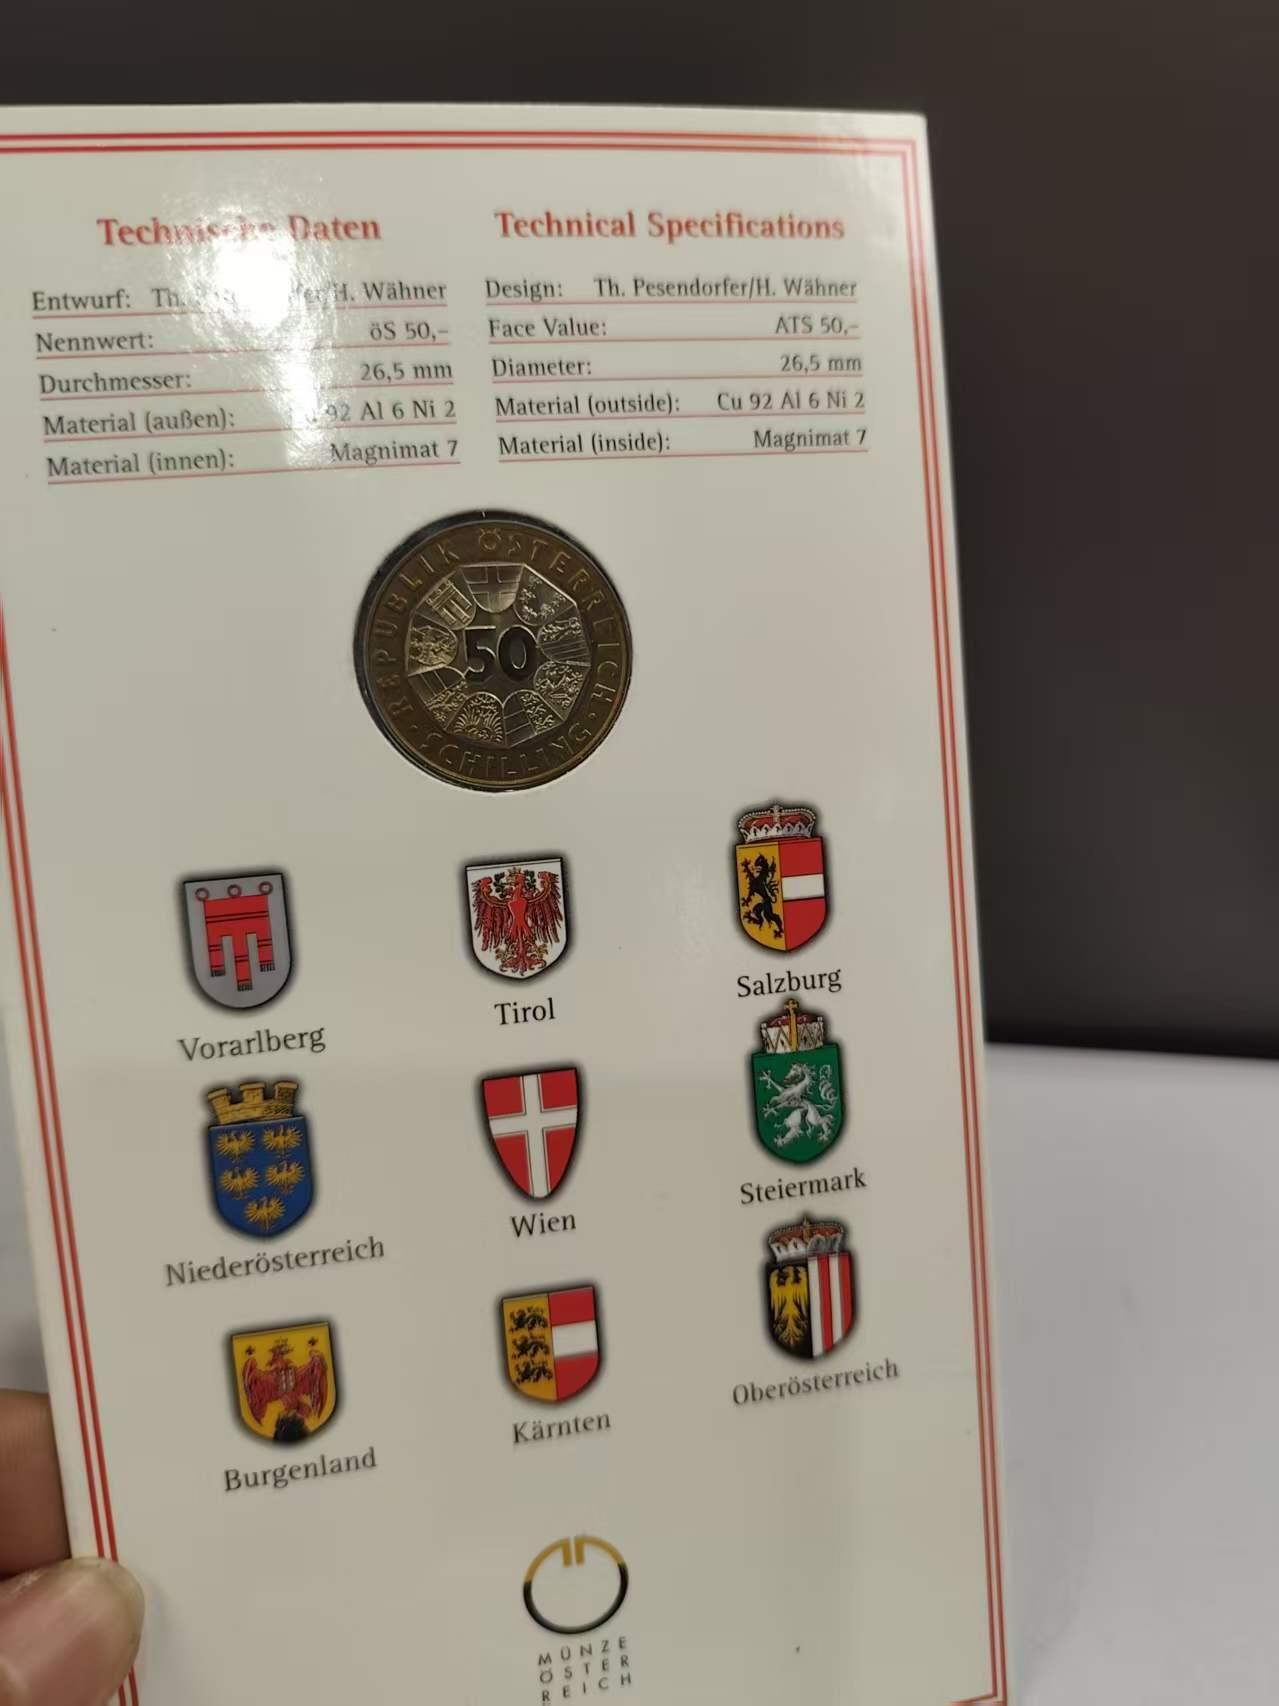 Technische Daten
Entwurf: Th. H. Wähner
Nennwert: öS 50,–
Durchmesser: 26,5 mm
Material (außen): 92 Al 6 Ni 2
Material (innen): Magnimat 7
Technical Specifications
Design: Th. Pesendorfer/H. Wähner
Face Value: ATS 50,–
Diameter: 26,5 mm
Material (outside): Cu 92 Al 6 Ni 2
Material (inside): Magnimat 7
REPUBLIK ÖSTERREICH
50
SCHILLING
Vorarlberg
Tirol
Salzburg
Niederösterreich
Wien
Steiermark
Burgenland
Kärnten
Oberösterreich
MÜNZE
ÖSTER
REICH